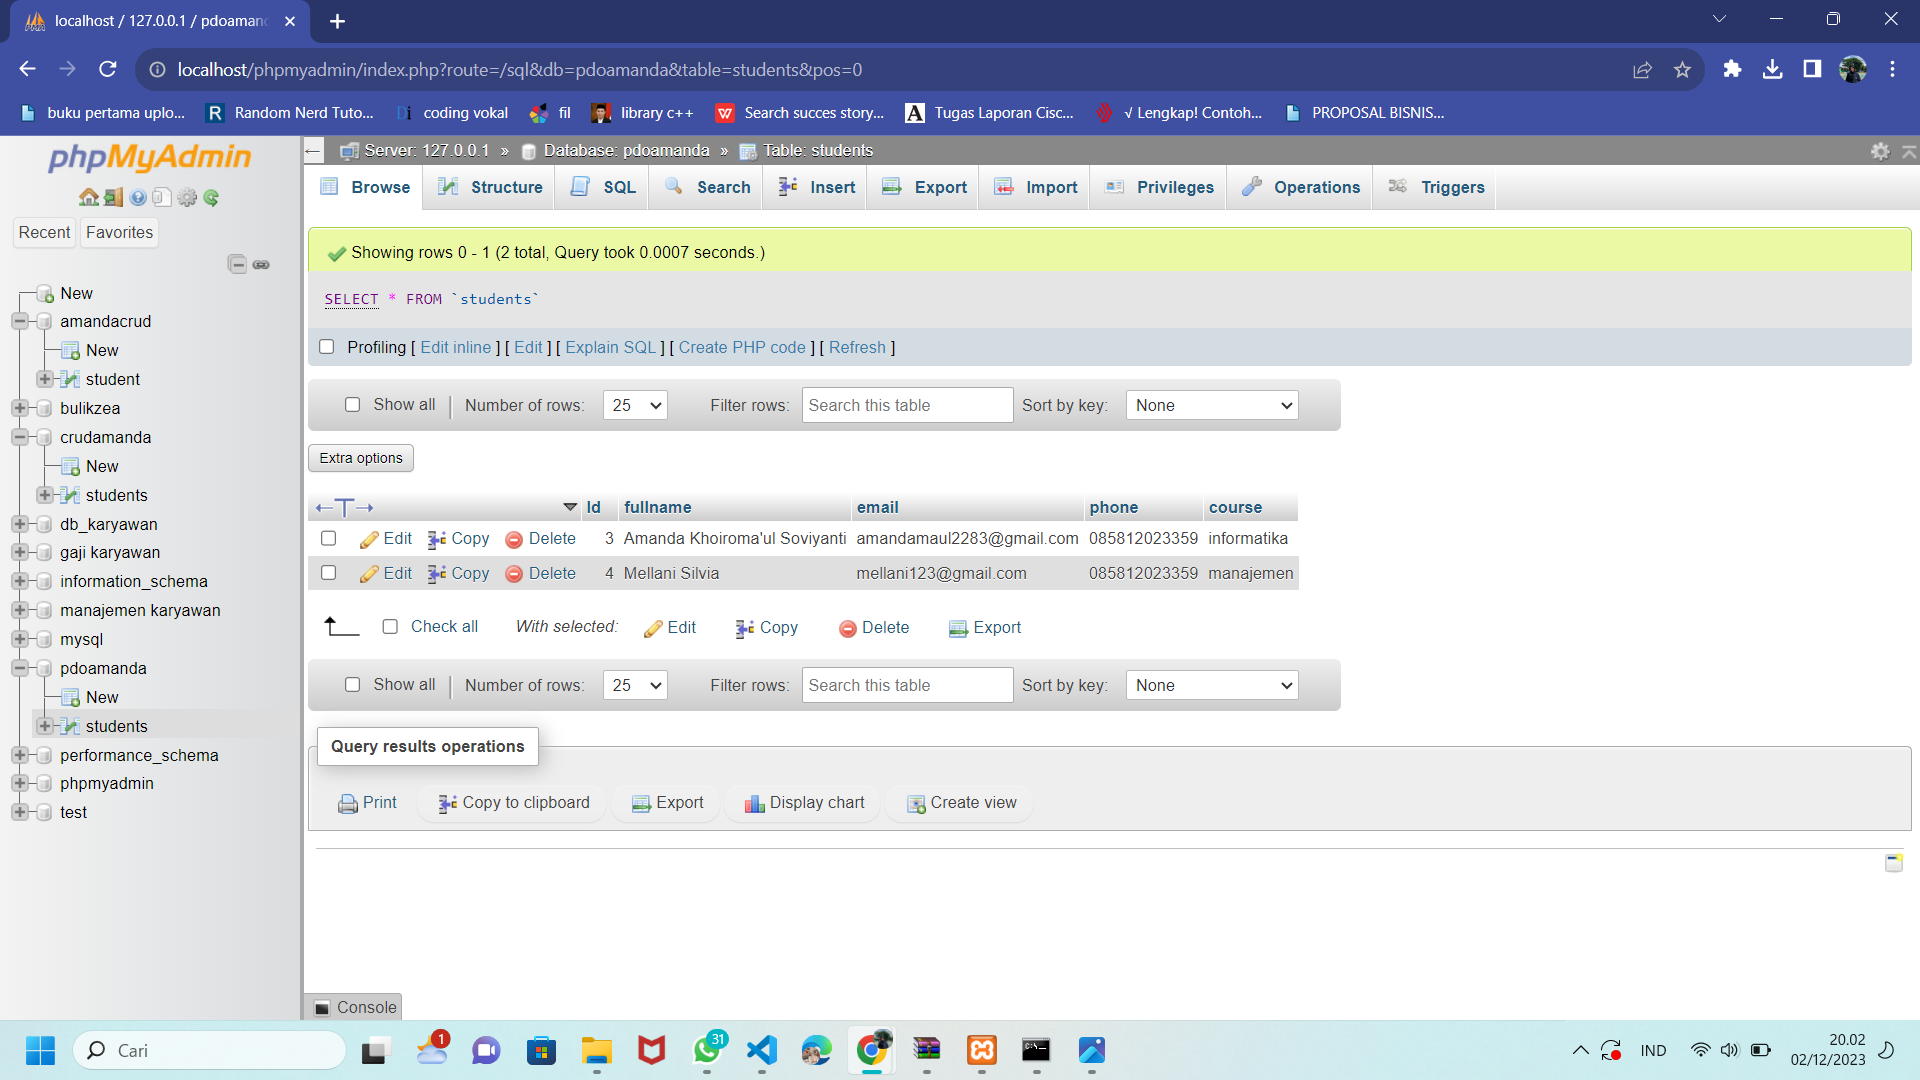 localhost / 127.0.0.1 / pdoaman
localhost/phpmyadmin/index.php?route=/sql&db=pdoamanda&table=students&pos=0
buku pertama uplo... R Random Nerd Tuto... Di coding vokal fil library c++ W Search succes story... A Tugas Laporan Cisc... √ Lengkap! Contoh... PROPOSAL BISNIS...
phpMyAdmin
Recent Favorites
New
amandacrud
New
student
bulikzea
crudamanda
New
students
db_karyawan
gaji karyawan
information_schema
manajemen karyawan
mysql
pdoamanda
New
students
performance_schema
phpmyadmin
test
Server: 127.0.0.1 » Database: pdoamanda » Table: students
Browse Structure SQL Search Insert Export Import Privileges Operations Triggers
Showing rows 0 - 1 (2 total, Query took 0.0007 seconds.)
SELECT * FROM `students`
Profiling [ Edit inline ] [ Edit ] [ Explain SQL ] [ Create PHP code ] [ Refresh ]
Show all Number of rows: 25 Filter rows: Search this table Sort by key: None
Extra options
Id fullname email phone course
Edit Copy Delete 3 Amanda Khoiroma'ul Soviyanti amandamaul2283@gmail.com 085812023359 informatika
Edit Copy Delete 4 Mellani Silvia mellani123@gmail.com 085812023359 manajemen
Check all With selected: Edit Copy Delete Export
Show all Number of rows: 25 Filter rows: Search this table Sort by key: None
Query results operations
Print Copy to clipboard Export Display chart Create view
Console
Cari 1 31 IND 20.02
02/12/2023